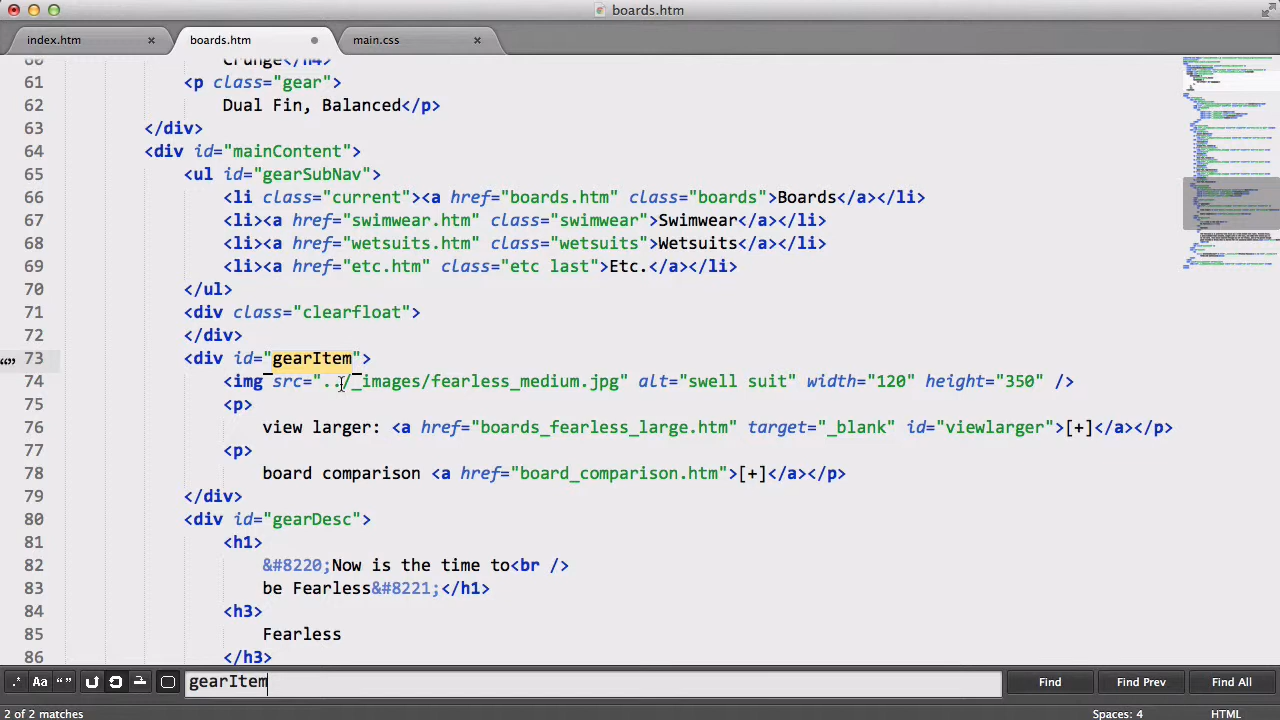 boards.htm
index.htm × boards.htm main.css ×
60 Crunge</h4>
61 <p class="gear">
62 Dual Fin, Balanced</p>
63 </div>
64 <div id="mainContent">
65 <ul id="gearSubNav">
66 <li class="current"><a href="boards.htm" class="boards">Boards</a></li>
67 <li><a href="swimwear.htm" class="swimwear">Swimwear</a></li>
68 <li><a href="wetsuits.htm" class="wetsuits">Wetsuits</a></li>
69 <li><a href="etc.htm" class="etc last">Etc.</a></li>
70 </ul>
71 <div class="clearfloat">
72 </div>
73 <div id="gearItem">
74 <img src="../_images/fearless_medium.jpg" alt="swell suit" width="120" height="350" />
75 <p>
76 view larger: <a href="boards_fearless_large.htm" target="_blank" id="viewlarger">[+]</a></p>
77 <p>
78 board comparison <a href="board_comparison.htm">[+]</a></p>
79 </div>
80 <div id="gearDesc">
81 <h1>
82 &#8220;Now is the time to<br />
83 be Fearless&#8221;</h1>
84 <h3>
85 Fearless
86 </h3>
.* Aa “” gearItem Find Find Prev Find All
2 of 2 matches Spaces: 4 HTML